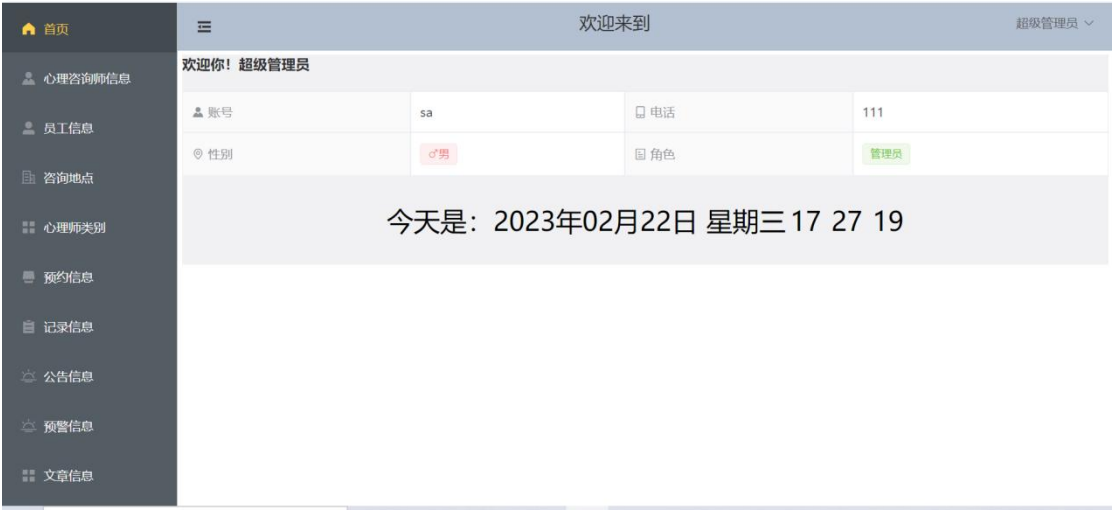 首页
欢迎来到
超级管理员
心理咨询师信息
员工信息
咨询地点
心理师类别
预约信息
记录信息
公告信息
预警信息
文章信息
欢迎你！超级管理员
账号 sa 电话 111
性别 ♂男 角色 管理员
今天是：2023年02月22日 星期三 17 27 19